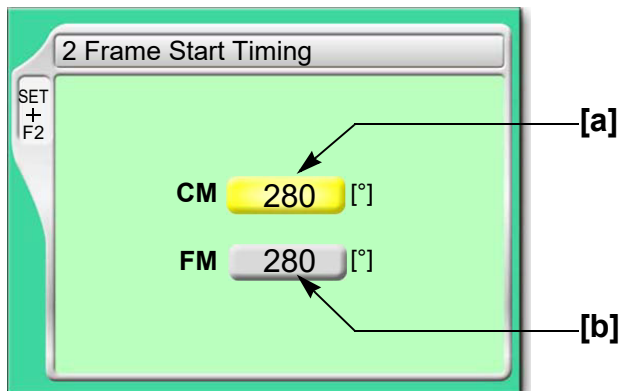 2 Frame Start Timing
SET
+
F2
[a]
CM 280 [°]
FM 280 [°]
[b]